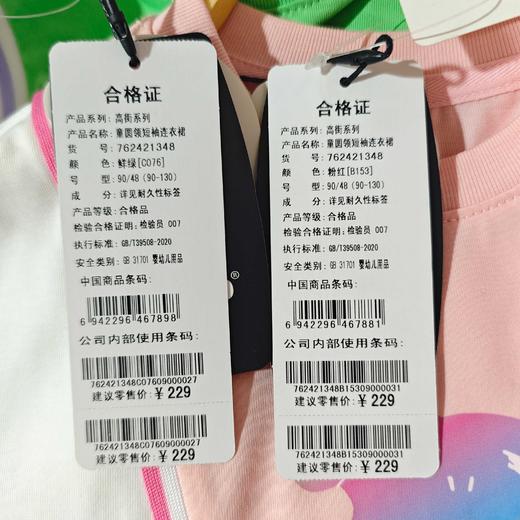 合格证
产品系列: 高街系列
产品名称: 童圆领短袖连衣裙
货 号: 762421348
颜 色: 鲜绿[C076]
号 型: 90/48 (90-130)
成 分: 详见耐久性标签
产品等级: 合格品
检验合格证明: 检验员 007
执行标准: GB/T39508-2020
安全类别: GB 31701 婴幼儿用品
中国商品条码:
6 942296 467898
公司内部使用条码:
762421348C07609000027
建议零售价: ¥ 229
762421348C07609000027
建议零售价: ¥ 229
®
合格证
产品系列: 高街系列
产品名称: 童圆领短袖连衣裙
货 号: 762421348
颜 色: 粉红[B153]
号 型: 90/48 (90-130)
成 分: 详见耐久性标签
产品等级: 合格品
检验合格证明: 检验员 007
执行标准: GB/T39508-2020
安全类别: GB 31701 婴幼儿用品
中国商品条码:
6 942296 467881
公司内部使用条码:
762421348B15309000031
建议零售价: ¥ 229
762421348B15309000031
建议零售价: ¥ 229